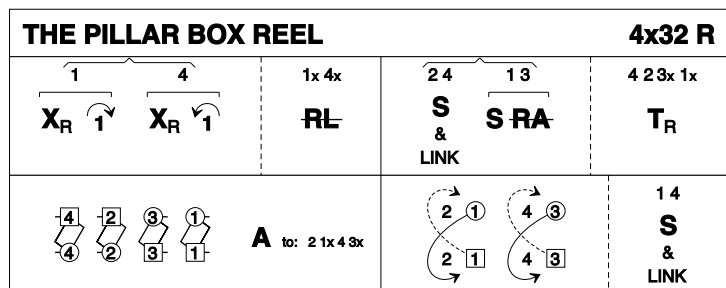 THE PILLAR BOX REEL 4x32 R
1 4 1x 4x 2 4 1 3 4 2 3x 1x
XR 1 XR 1 RL S S RA TR
&
LINK
4 2 3 1 A to: 2 1x 4 3x 2 1 4 3 1 4
4 2 3 1 2 1 4 3 S
&
LINK